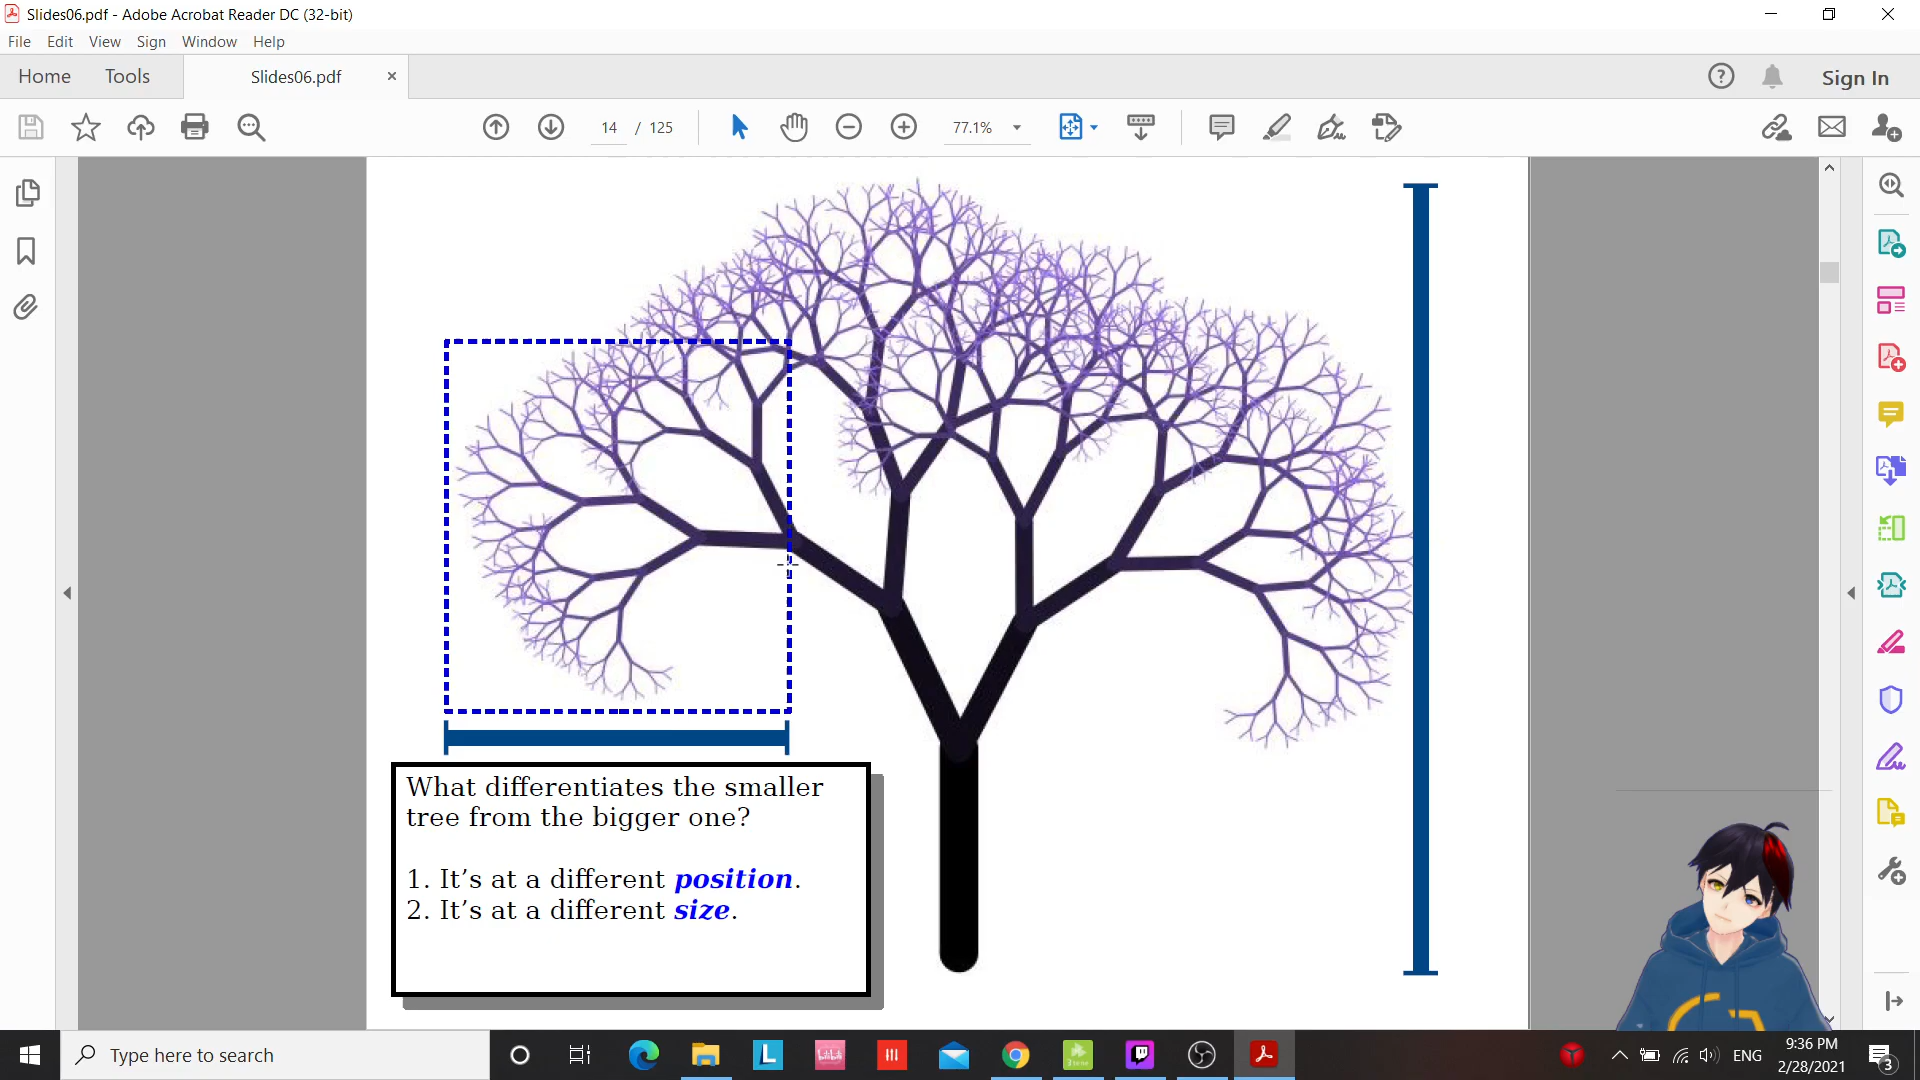 Slides06.pdf - Adobe Acrobat Reader DC (32-bit)
File Edit View Sign Window Help
Home Tools Slides06.pdf × Sign In
14 / 125 77.1%
What differentiates the smaller
tree from the bigger one?
1. It's at a different position.
2. It's at a different size.
Type here to search
ENG
9:36 PM
2/28/2021
3